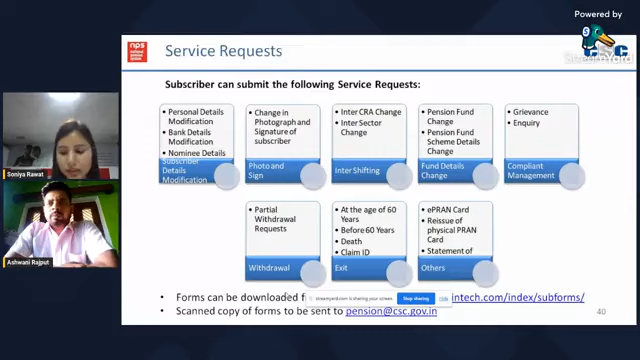 Powered by
StreamYard
CSC
nps
Service Requests
Subscriber can submit the following Service Requests:
• Personal Details Modification
• Bank Details Modification
• Nominee Details
Subscriber Details Modification
• Change in Photograph and Signature of subscriber
Photo and Sign
• Inter CRA Change
• Inter Sector Change
Inter Shifting
• Pension Fund Change
• Pension Fund Scheme Details Change
Fund Details Change
• Grievance
• Enquiry
Compliant Management
Soniya Rawat
Ashwani Rajput
• Partial Withdrawal Requests
Withdrawal
• At the age of 60 Years
• Before 60 Years
• Death
• Claim ID
Exit
• ePRAN Card
• Reissue of physical PRAN Card
• Statement of
Others
• Forms can be downloaded intech.com/index/subforms/
is sharing your screen.
Stop sharing
Hide
• Scanned copy of forms to be sent to pension@csc.gov.in
40